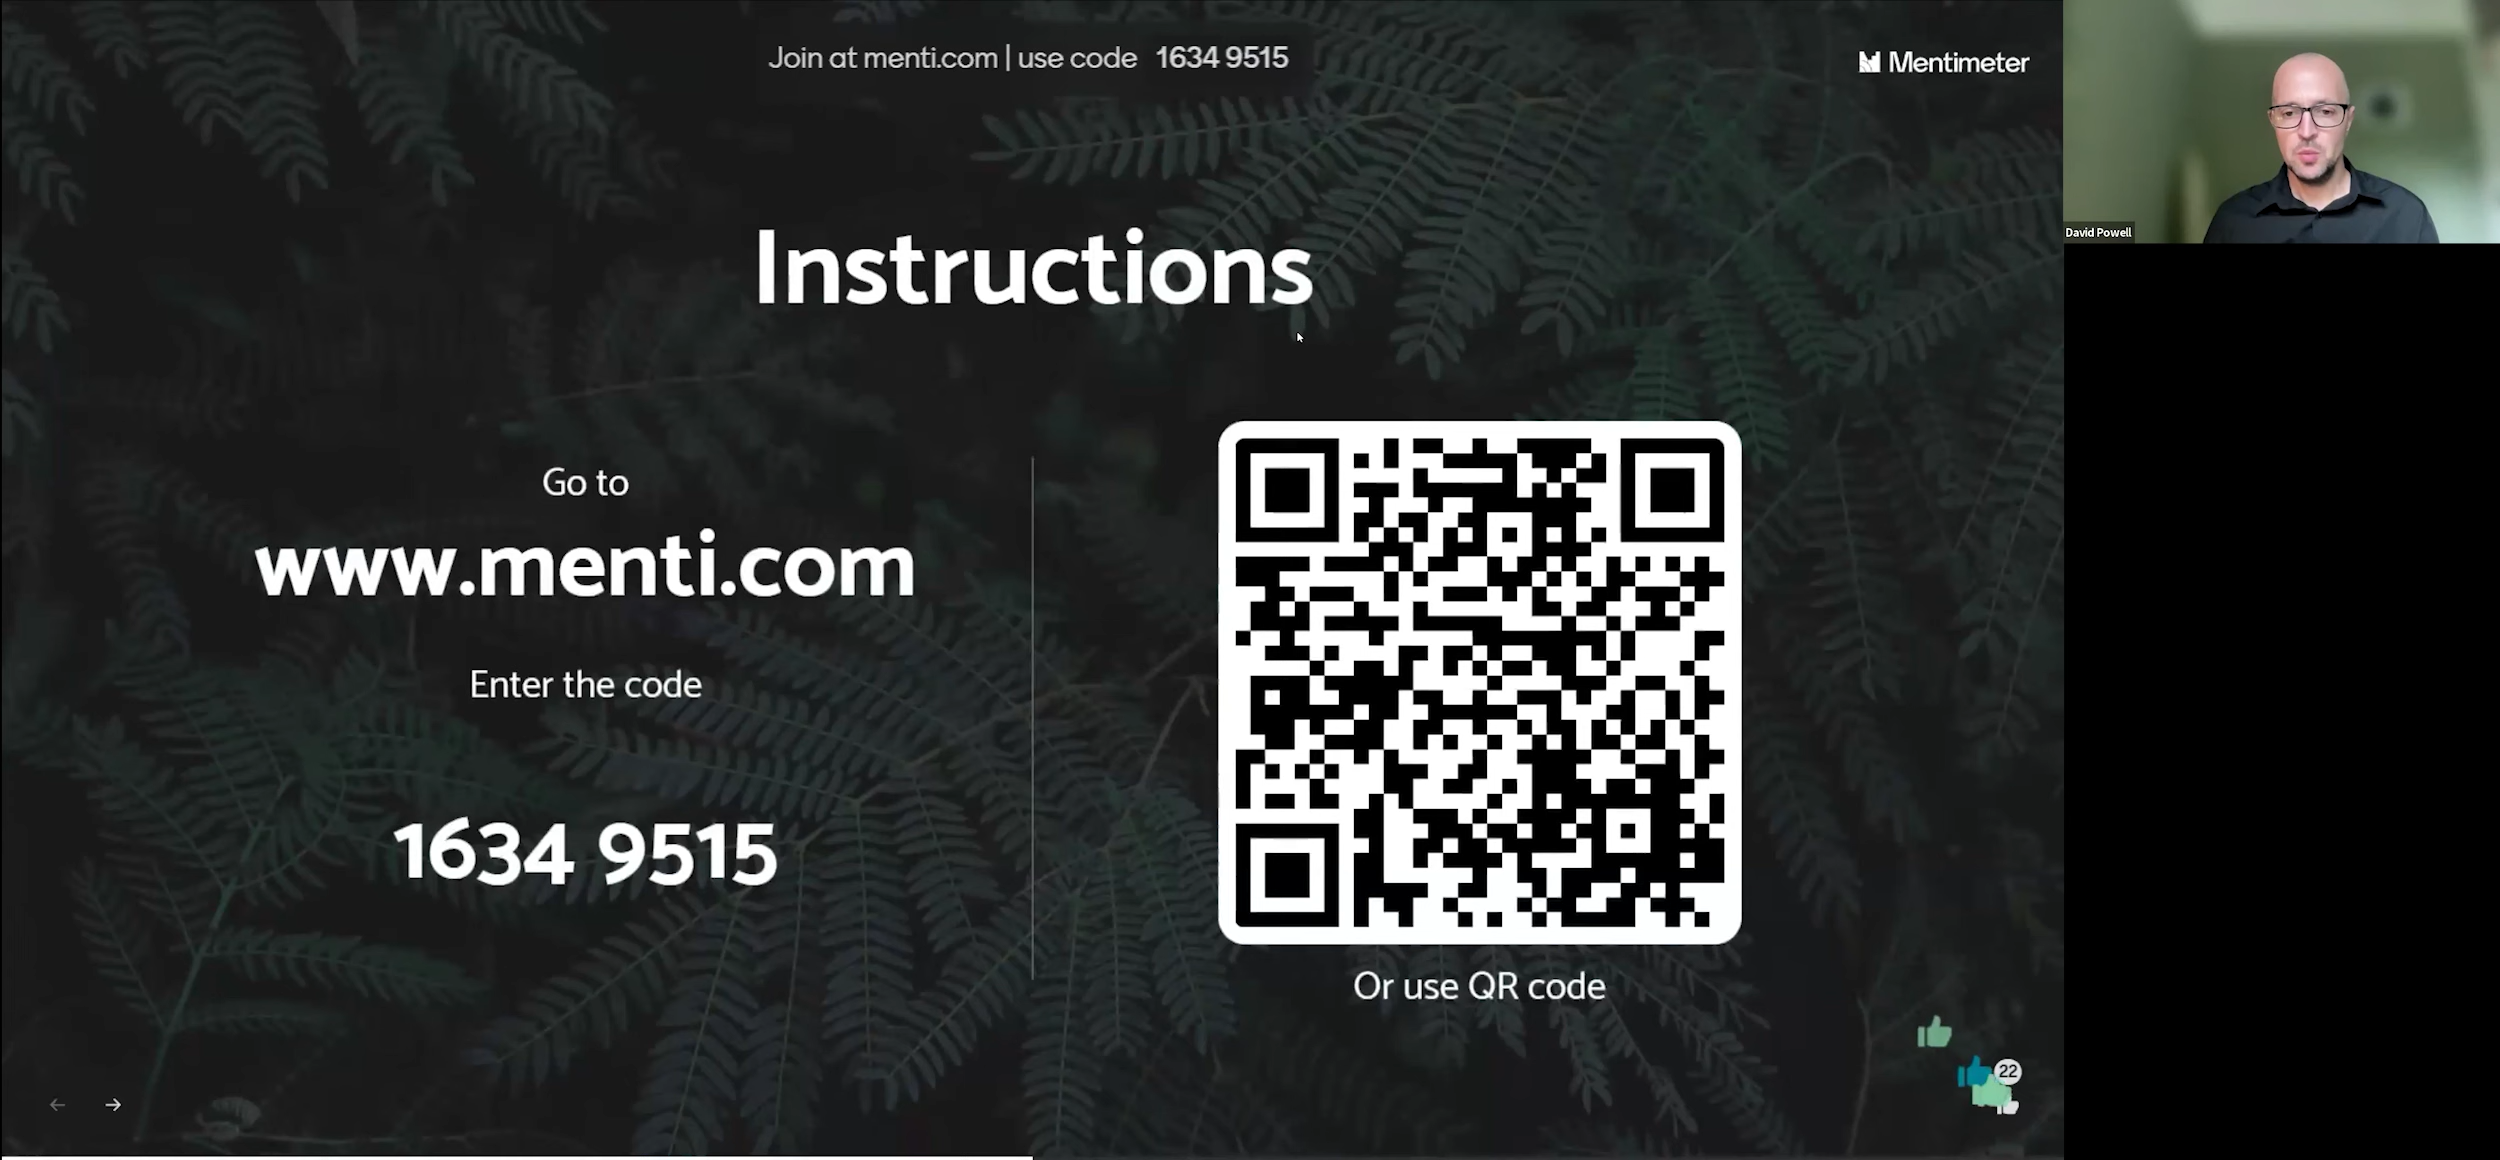 Join at menti.com | use code 1634 9515
Mentimeter
David Powell
Instructions
Go to
www.menti.com
Enter the code
1634 9515
Or use QR code
22